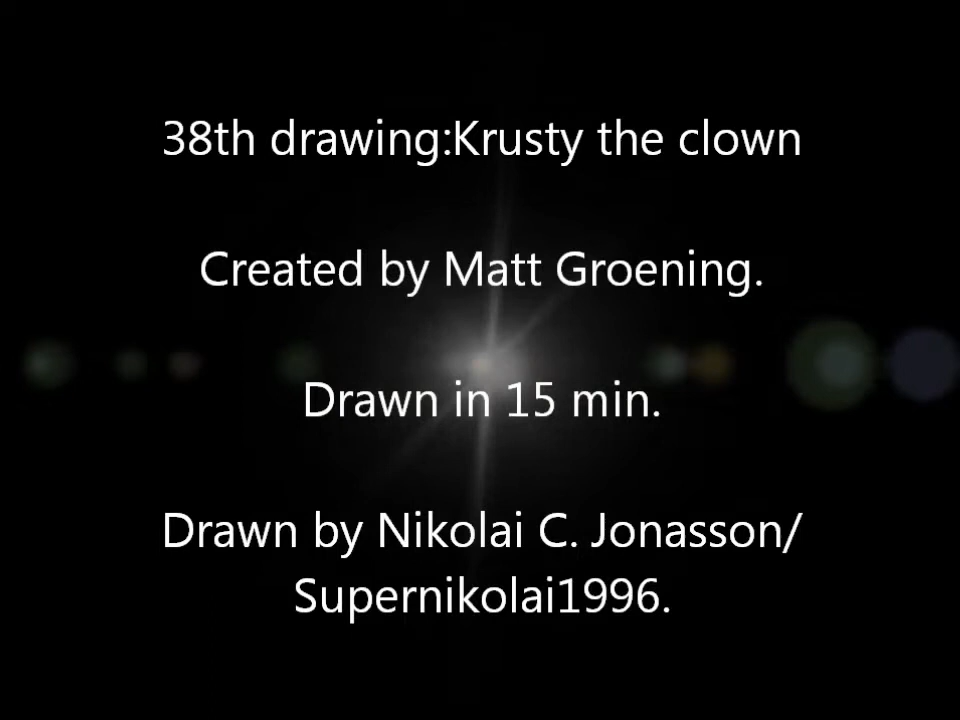 38th drawing:Krusty the clown
Created by Matt Groening.
Drawn in 15 min.
Drawn by Nikolai C. Jonasson/
Supernikolai1996.